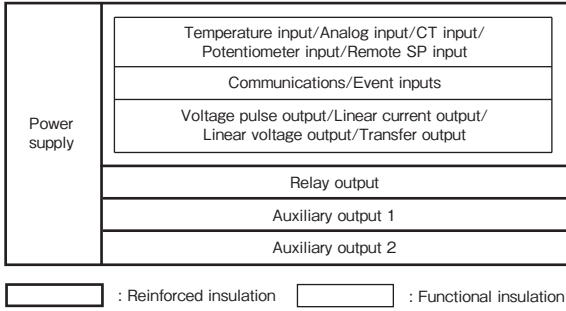 Power
supply
Temperature input/Analog input/CT input/
Potentiometer input/Remote SP input
Communications/Event inputs
Voltage pulse output/Linear current output/
Linear voltage output/Transfer output
Relay output
Auxiliary output 1
Auxiliary output 2
: Reinforced insulation
: Functional insulation